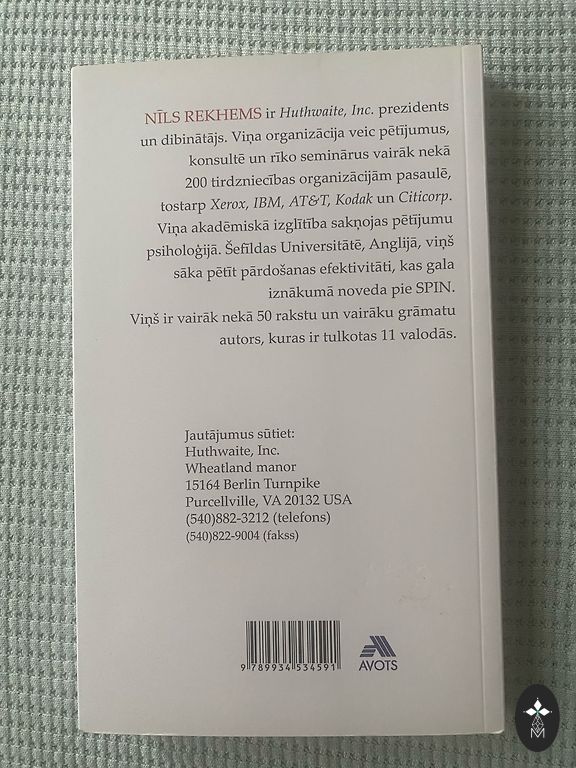 NĪLS REKHEMS ir Huthwaite, Inc. prezidents
un dibinātājs. Viņa organizācija veic pētījumus,
konsultē un rīko seminārus vairāk nekā
200 tirdzniecības organizācijām pasaulē,
tostarp Xerox, IBM, AT&T, Kodak un Citicorp.
Viņa akadēmiskā izglītība sakņojas pētījumu
psiholoģijā. Šefīldas Universitātē, Anglijā, viņš
sāka pētīt pārdošanas efektivitāti, kas gala
iznākumā noveda pie SPIN.
Viņš ir vairāk nekā 50 rakstu un vairāku grāmatu
autors, kuras ir tulkotas 11 valodās.
Jautājumus sūtiet:
Huthwaite, Inc.
Wheatland manor
15164 Berlin Turnpike
Purcellville, VA 20132 USA
(540)882-3212 (telefons)
(540)822-9004 (fakss)
9 789934 534591
AVOTS
M